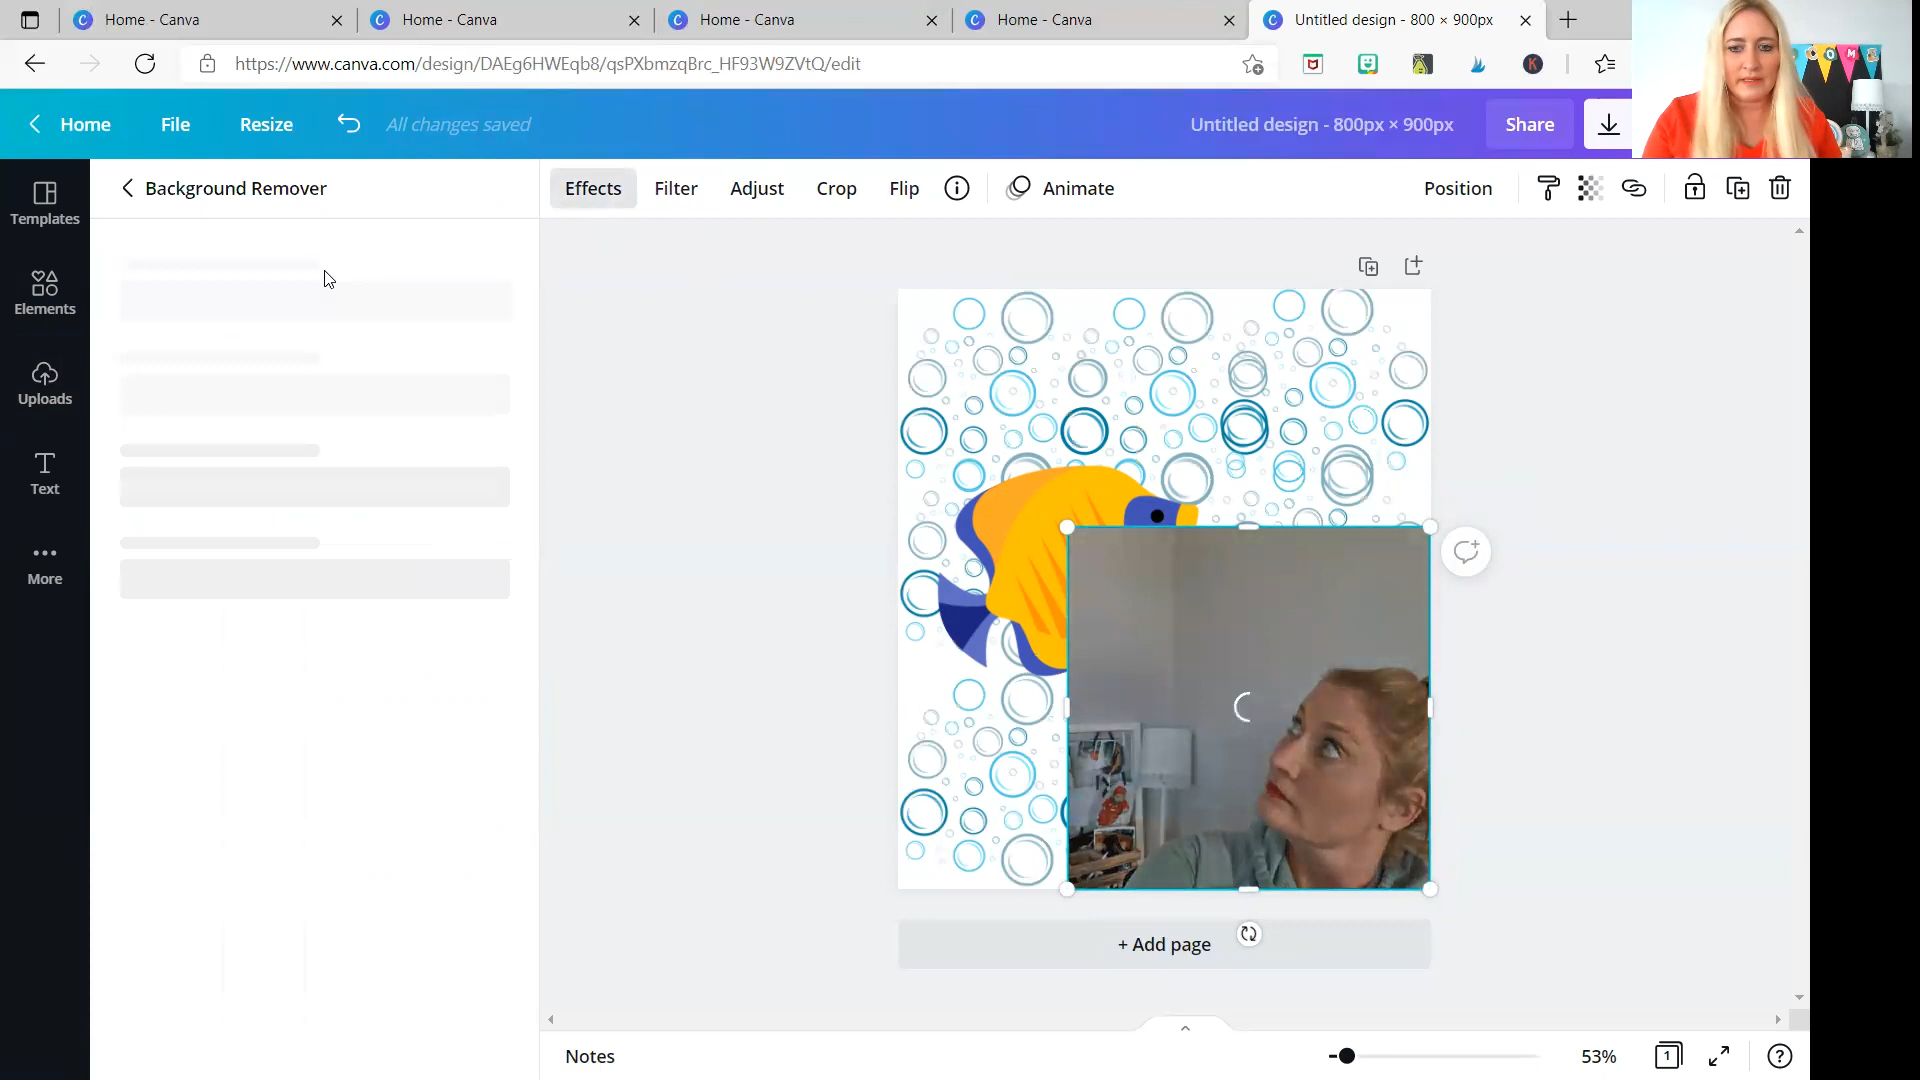 Home - Canva
Home - Canva
Home - Canva
Home - Canva
Untitled design - 800 × 900px
https://www.canva.com/design/DAEg6HWEqb8/qsPXbmzqBrc_HF93W9ZVtQ/edit
Home
File
Resize
All changes saved
Untitled design - 800px × 900px
Share
Background Remover
Effects
Filter
Adjust
Crop
Flip
Animate
Position
Templates
Elements
Uploads
Text
More
+ Add page
Notes
53%
1